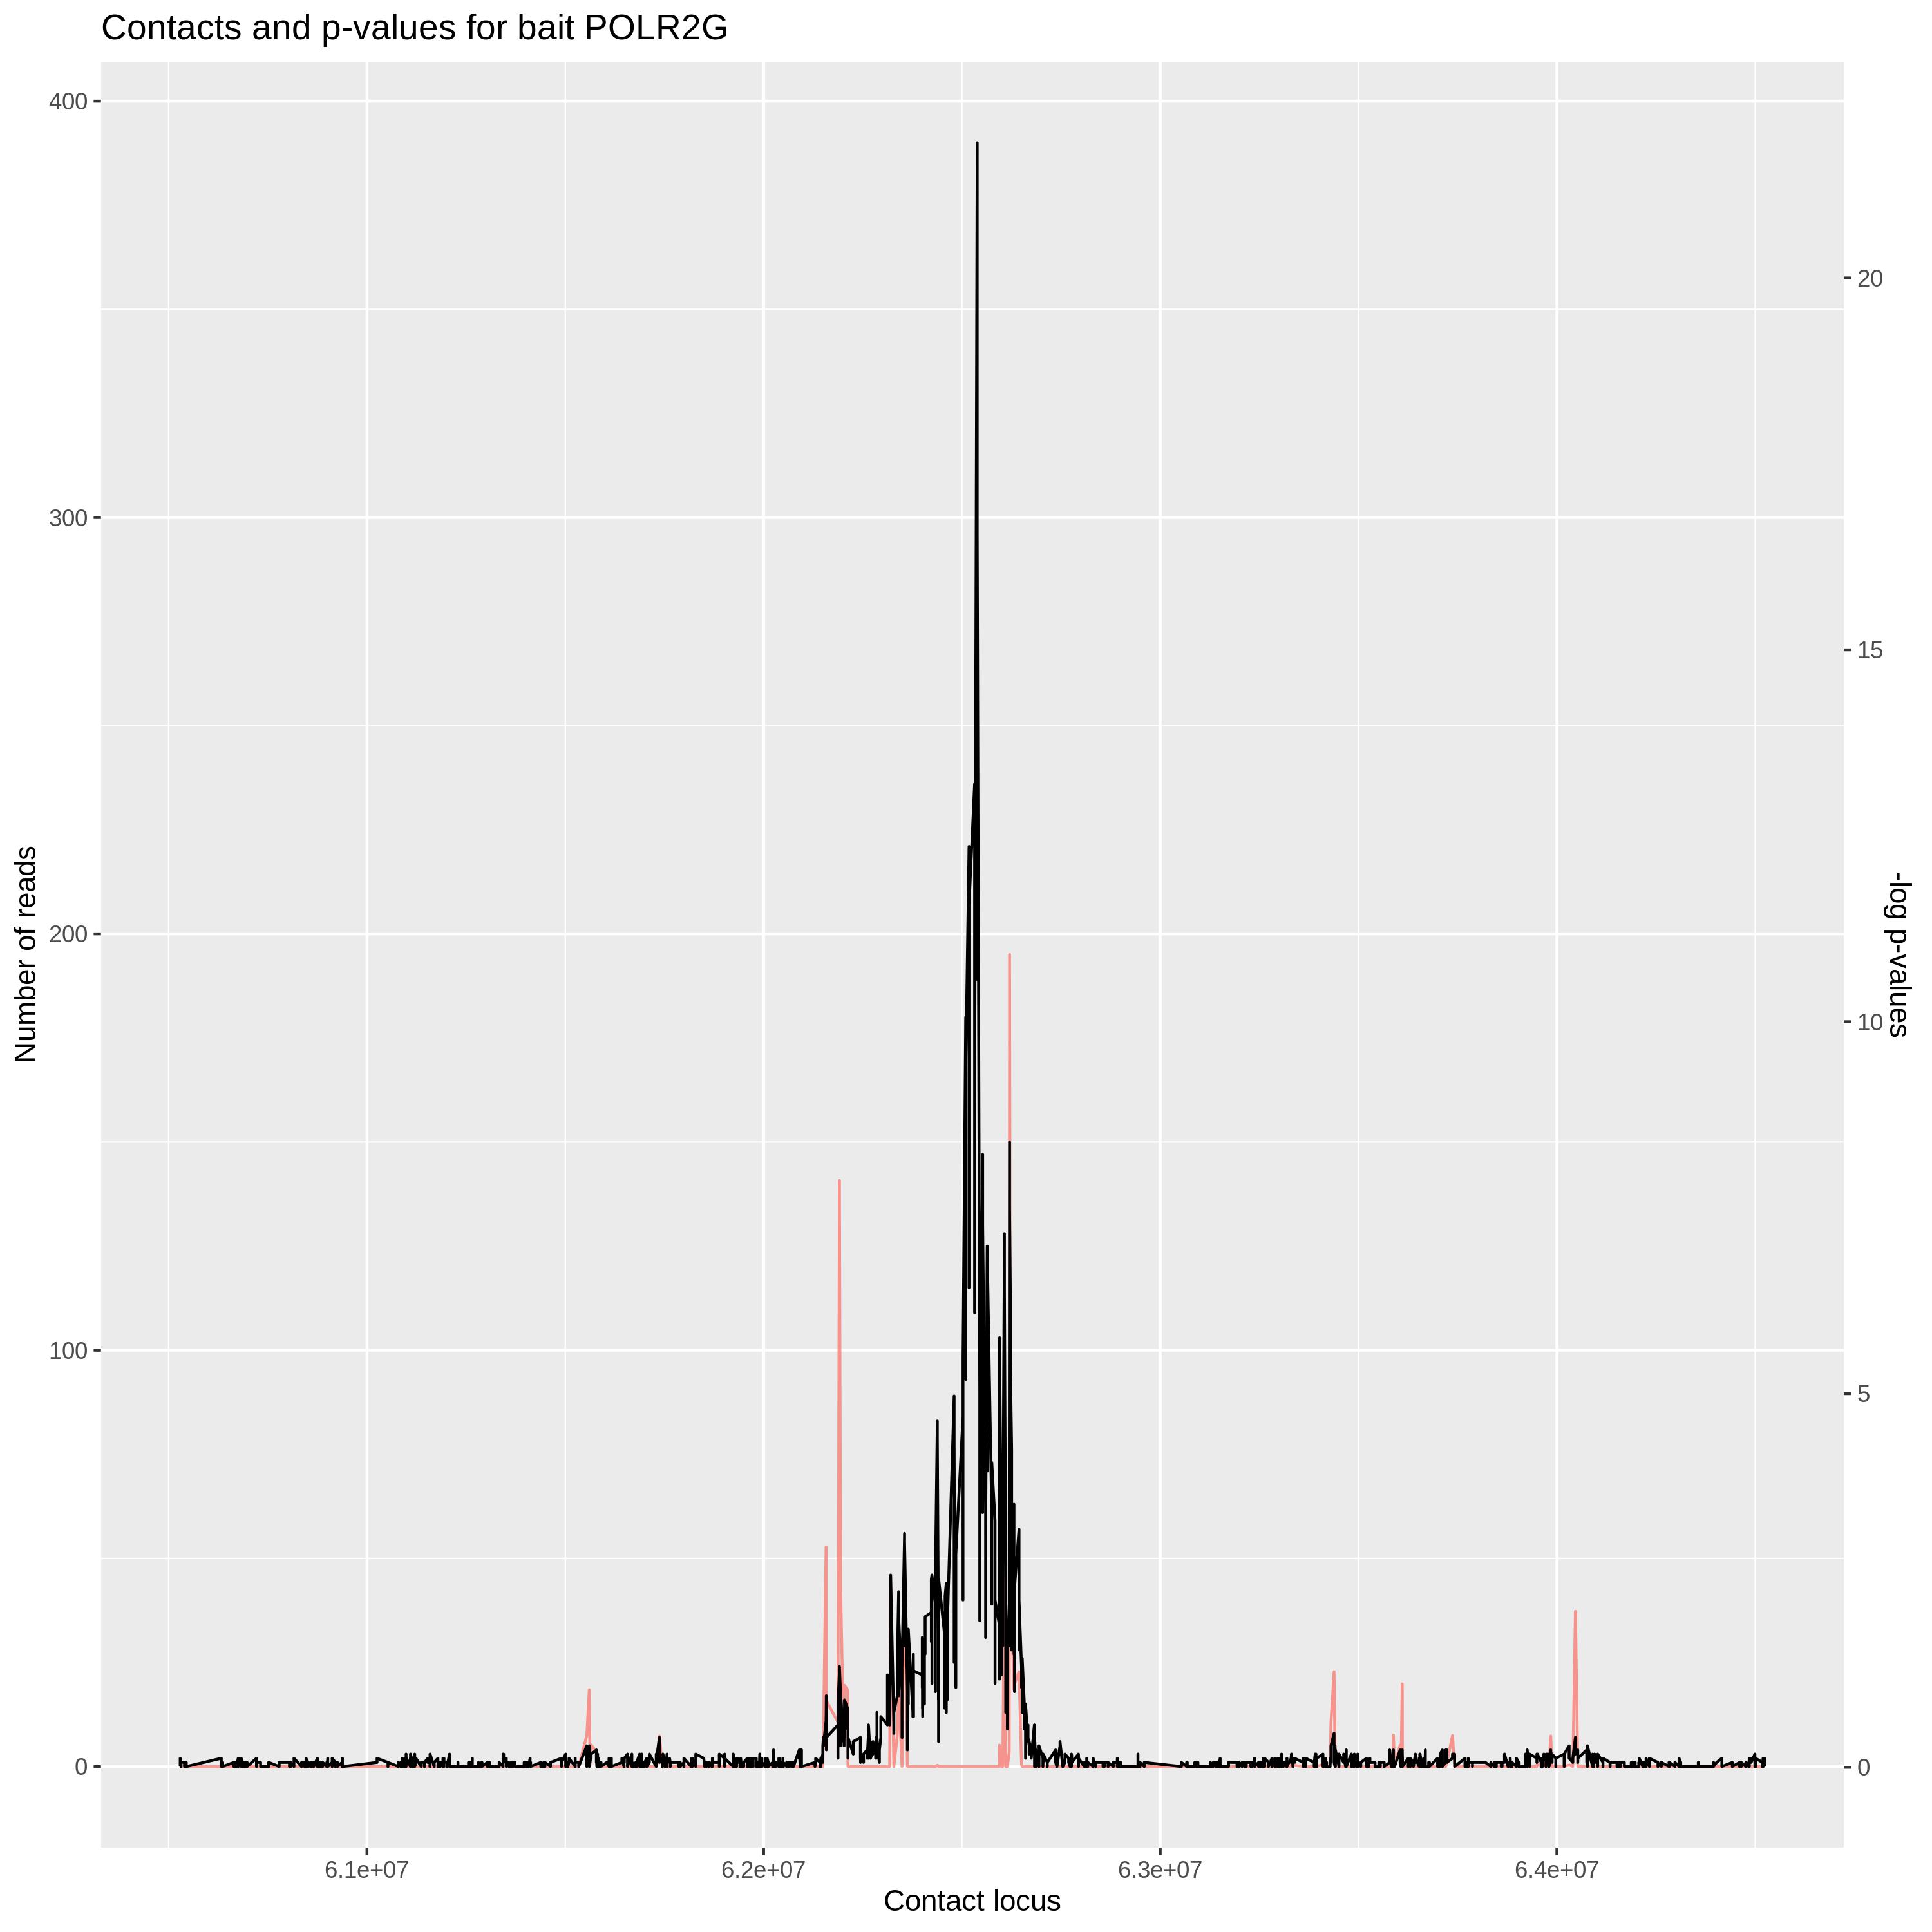 Contacts and p-values for bait POLR2G
400
300
200
100
0
Number of reads
20
15
10
5
0
-log p-values
6.1e+07
6.2e+07
6.3e+07
6.4e+07
Contact locus